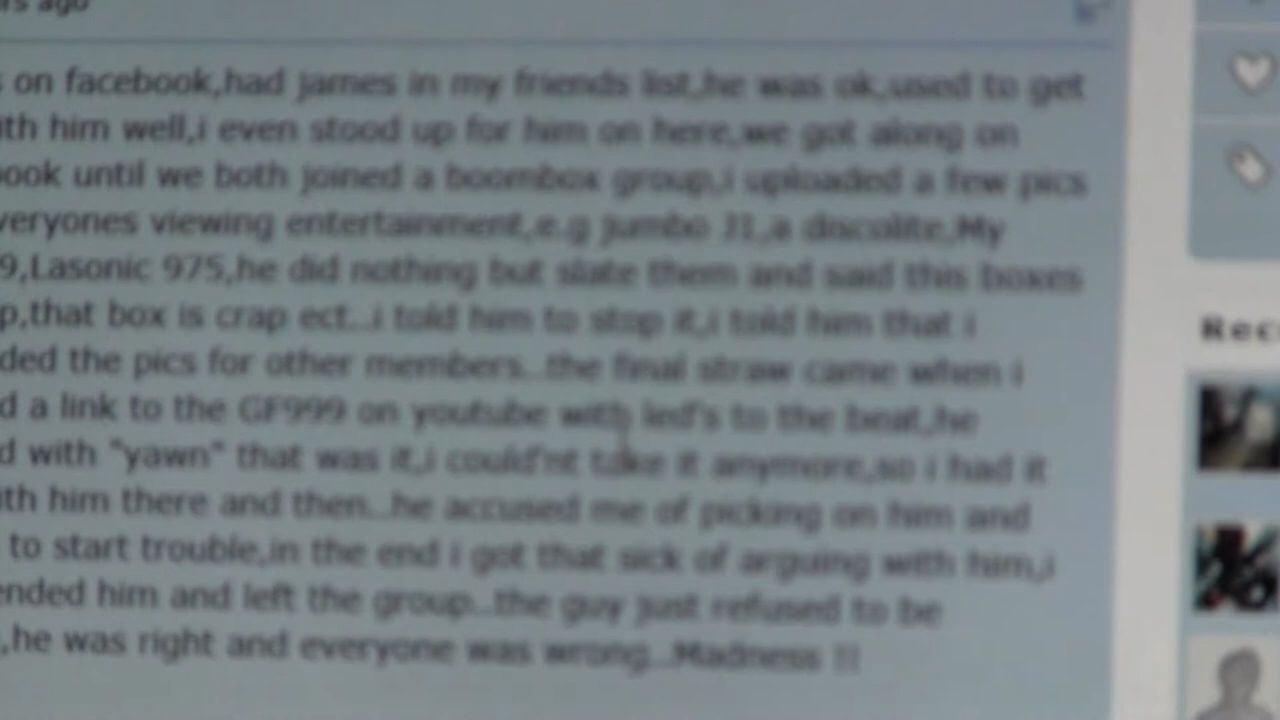 rs ago
s on facebook,had james in my friends list,he was ok,used to get
ith him well,i even stood up for him on here,we got along on
book until we both joined a boombox group,i uploaded a few pics
veryones viewing entertainment,e.g jumbo J1,a discolite,My
9,Lasonic 975,he did nothing but slate them and said this boxes
p,that box is crap ect...i told him to stop it,i told him that i
ded the pics for other members...the final straw came when i
d a link to the GF999 on youtube with led's to the beat,he
d with "yawn" that was it,i could'nt take it anymore,so i had it
ith him there and then...he accused me of picking on him and
to start trouble,in the end i got that sick of arguing with him,i
ended him and left the group...the guy just refused to be
,he was right and everyone was wrong...Madness !!
Rec